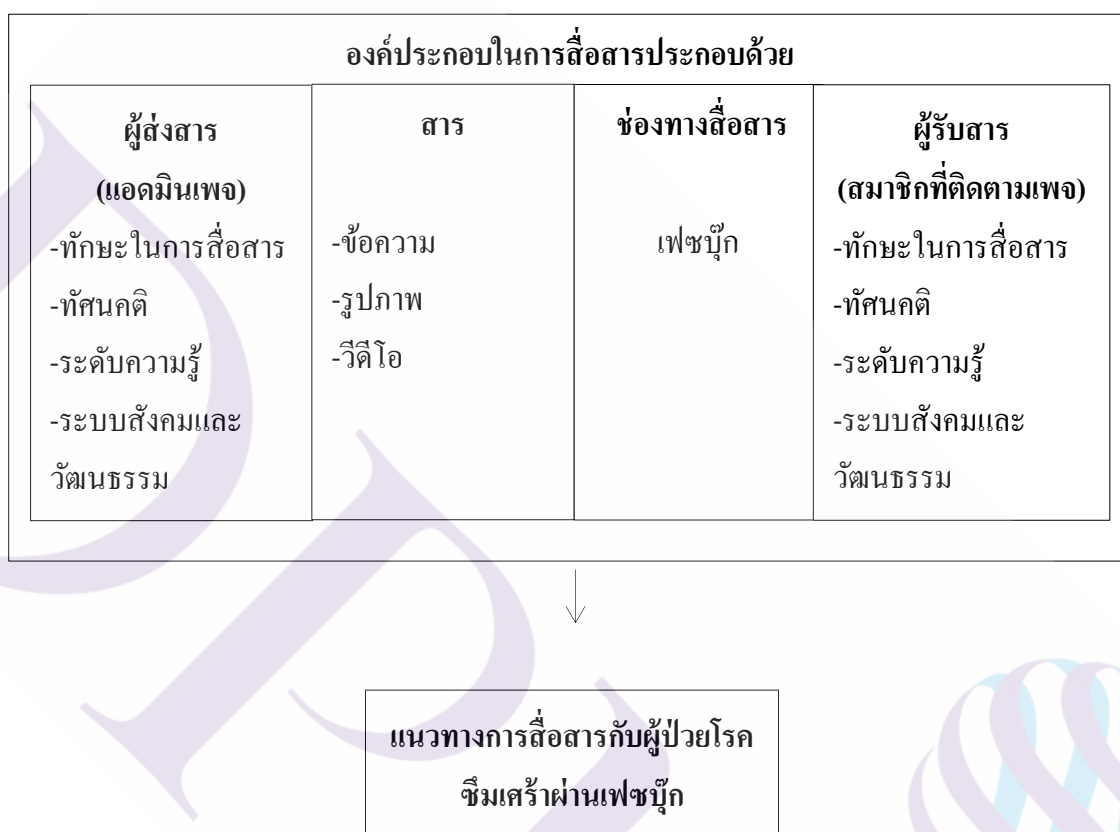 องค์ประกอบในการสื่อสารประกอบด้วย
ผู้ส่งสาร
(แอดมินเพจ)
-ทักษะในการสื่อสาร
-ทัศนคติ
-ระดับความรู้
-ระบบสังคมและ
วัฒนธรรม
สาร
-ข้อความ
-รูปภาพ
-วีดีโอ
ช่องทางสื่อสาร
เฟซบุ๊ก
ผู้รับสาร
(สมาชิกที่ติดตามเพจ)
-ทักษะในการสื่อสาร
-ทัศนคติ
-ระดับความรู้
-ระบบสังคมและ
วัฒนธรรม
แนวทางการสื่อสารกับผู้ป่วยโรค
ซึมเศร้าผ่านเฟซบุ๊ก